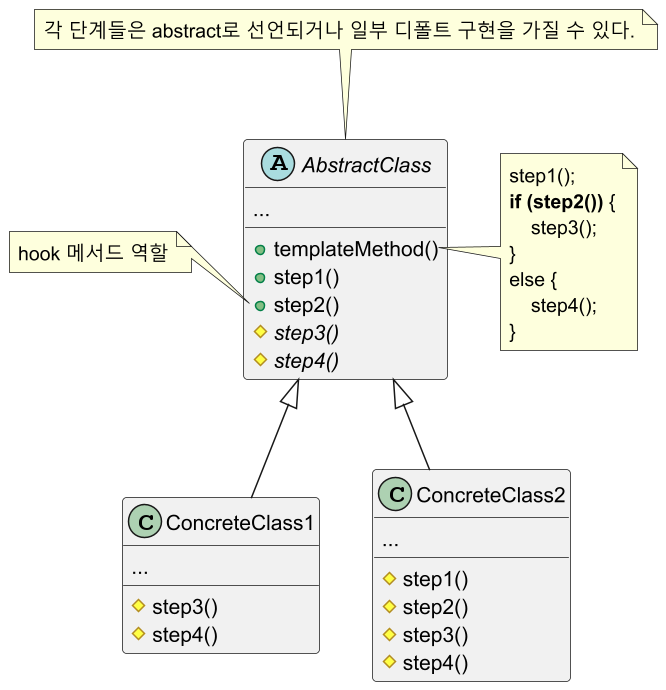 각 단계들은 abstract로 선언되거나 일부 디폴트 구현을 가질 수 있다.
A AbstractClass
...
templateMethod()
step1()
step2()
step3()
step4()
step1();
if (step2()) {
step3();
}
else {
step4();
}
hook 메서드 역할
C ConcreteClass1
...
step3()
step4()
C ConcreteClass2
...
step1()
step2()
step3()
step4()